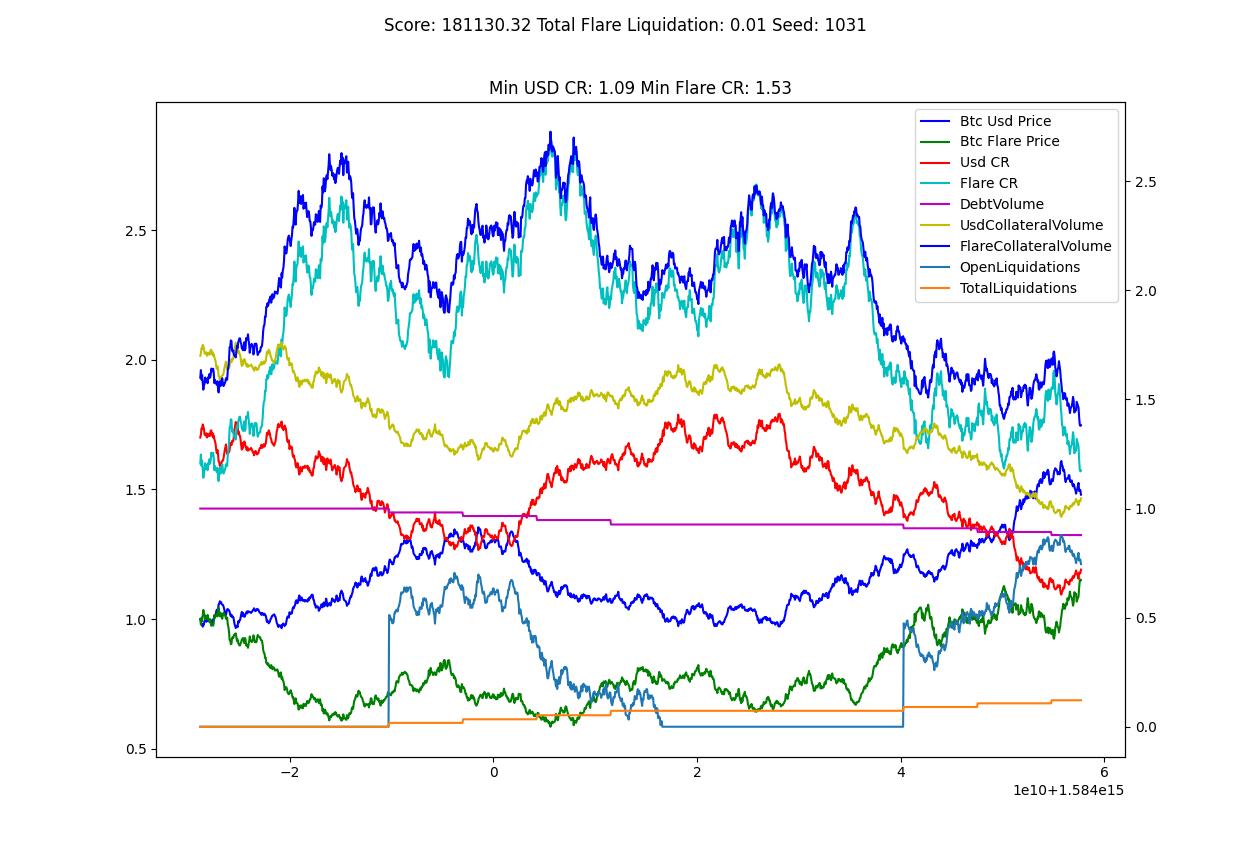 Score: 181130.32 Total Flare Liquidation: 0.01 Seed: 1031
Min USD CR: 1.09 Min Flare CR: 1.53
Btc Usd Price
Btc Flare Price
Usd CR
Flare CR
DebtVolume
UsdCollateralVolume
FlareCollateralVolume
OpenLiquidations
TotalLiquidations
2.5
2.0
1.5
1.0
0.5
2.5
2.0
1.5
1.0
0.5
0.0
−2 0 2 4 6
1e10+1.584e15